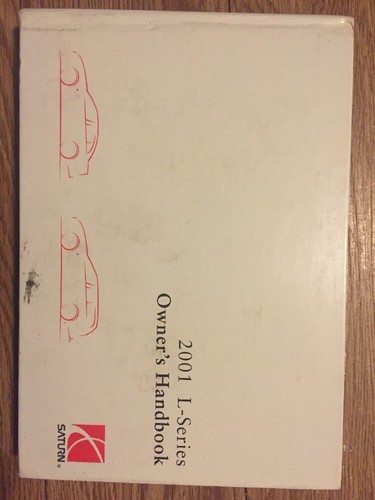 2001 L-Series
Owner's Handbook
SATURN®